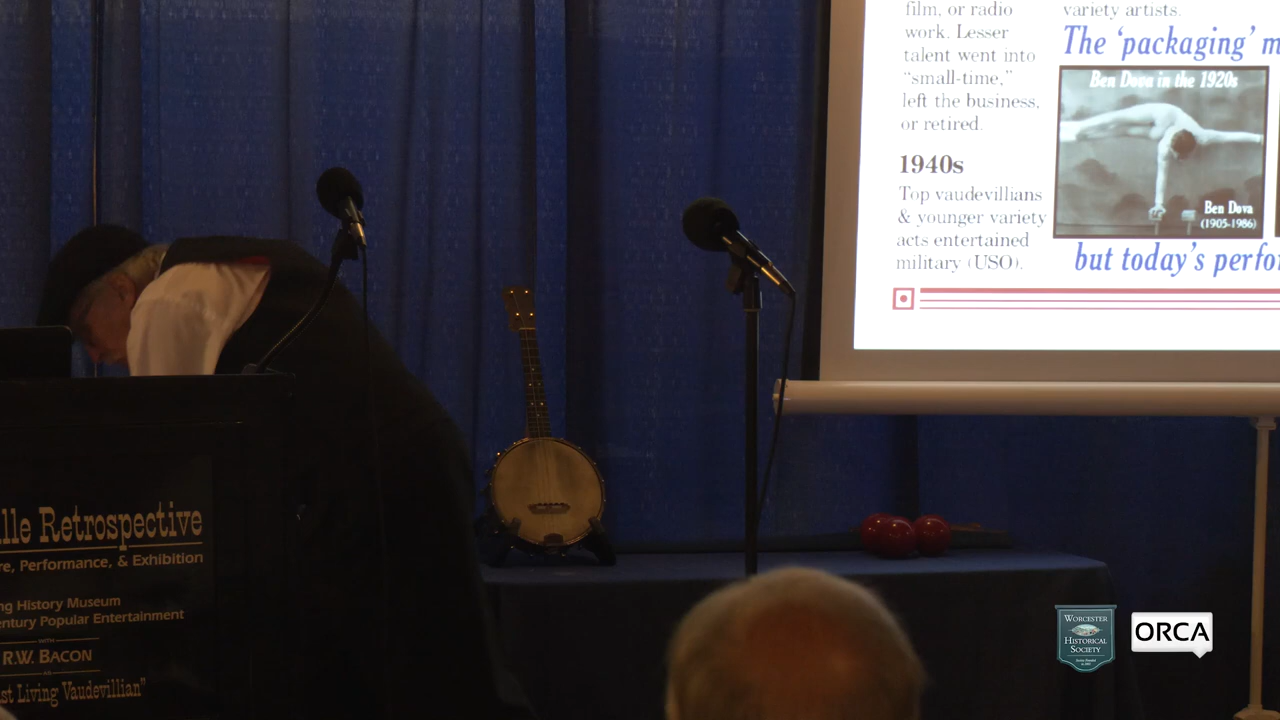 film, or radio
work. Lesser
talent went into
“small-time,”
left the business,
or retired.
1940s
Top vaudevillians
& younger variety
acts entertained
military (USO).
variety artists.
The ‘packaging’ m
Ben Dova in the 1920s
Ben Dova
(1905-1986)
but today’s perfo
lle Retrospective
re, Performance, & Exhibition
ng History Museum
entury Popular Entertainment
WITH
R.W. BACON
AS
st Living Vaudevillian”
WORCESTER
HISTORICAL
SOCIETY
ORCA